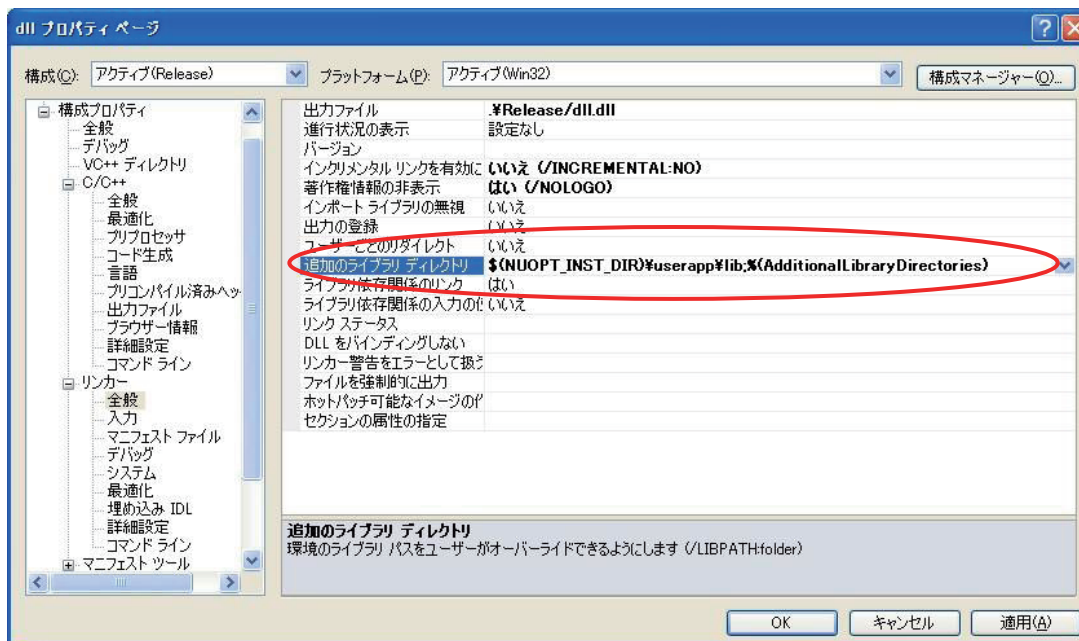 dll プロパティ ページ
構成(C): アクティブ(Release) プラットフォーム(P): アクティブ(Win32) 構成マネージャー(O)...
構成プロパティ
全般
デバッグ
VC++ ディレクトリ
C/C++
全般
最適化
プリプロセッサ
コード生成
言語
プリコンパイル済みヘッ
出力ファイル
ブラウザー情報
詳細設定
コマンド ライン
リンカー
全般
入力
マニフェスト ファイル
デバッグ
システム
最適化
埋め込み IDL
詳細設定
コマンド ライン
マニフェスト ツール
出力ファイル .¥Release/dll.dll
進行状況の表示 設定なし
バージョン
インクリメンタル リンクを有効に いいえ (/INCREMENTAL:NO)
著作権情報の非表示 はい (/NOLOGO)
インポート ライブラリの無視 いいえ
出力の登録 いいえ
ユーザーごとのリダイレクト いいえ
追加のライブラリ ディレクトリ $(NUOPT_INST_DIR)¥userapp¥lib;%(AdditionalLibraryDirectories)
ライブラリ依存関係のリンク はい
ライブラリ依存関係の入力の仕 いいえ
リンク ステータス
DLL をバインディングしない
リンカー警告をエラーとして扱う
ファイルを強制的に出力
ホットパッチ可能なイメージの作
セクションの属性の指定
追加のライブラリ ディレクトリ
環境のライブラリ パスをユーザーがオーバーライドできるようにします (/LIBPATH:folder)
OK キャンセル 適用(A)